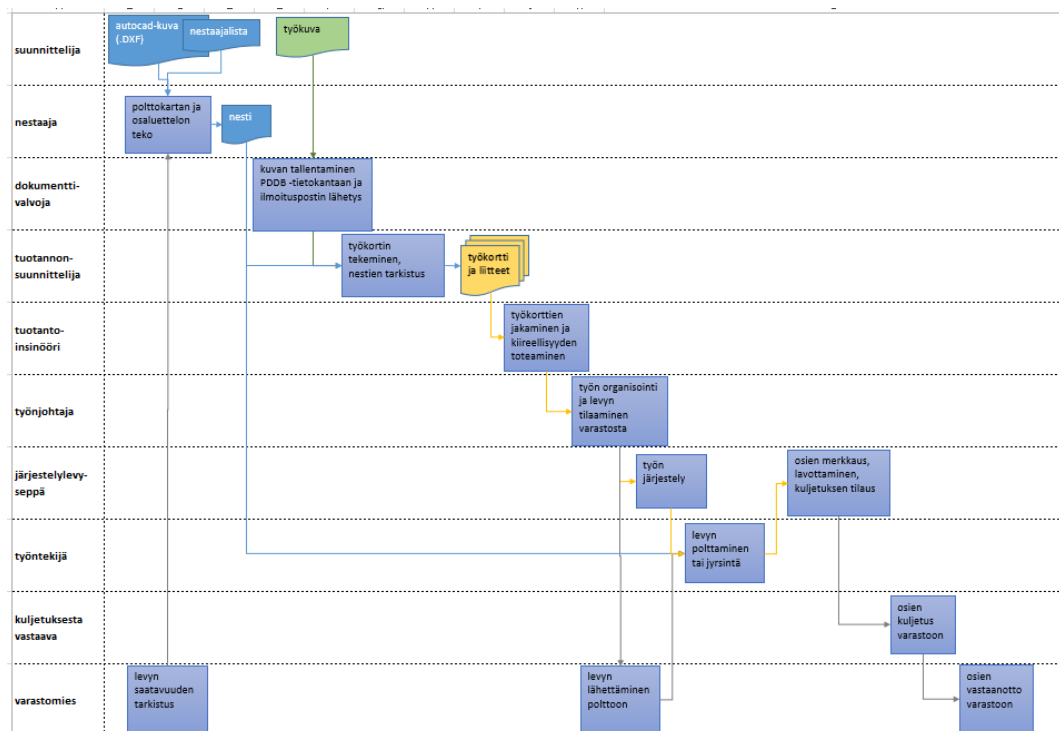 suunnittelija
autocad-kuva
(.DXF)
nestaajalista
työkuva
nestaaja
polttokartan ja
osaluettelon
teko
nesti
dokumentti-
valvoja
kuvan tallentaminen
PDDB -tietokantaan ja
ilmoituspostin lähetys
tuotannon-
suunnittelija
työkortin
tekeminen,
nestien tarkistus
työkortti
ja liitteet
tuotanto-
insinööri
työkorttien
jakaminen ja
kiireellisyyden
toteaminen
työnjohtaja
työn organisointi
ja levyn
tilaaminen
varastosta
järjestelylevy-
seppä
työn
järjestely
osien merkkaus,
lavottaminen,
kuljetuksen tilaus
työntekijä
levyn
polttaminen
tai jyrsintä
kuljetuksesta
vastaava
osien
kuljetus
varastoon
varastomies
levyn
saatavuuden
tarkistus
levyn
lähettäminen
polttoon
osien
vastaanotto
varastoon